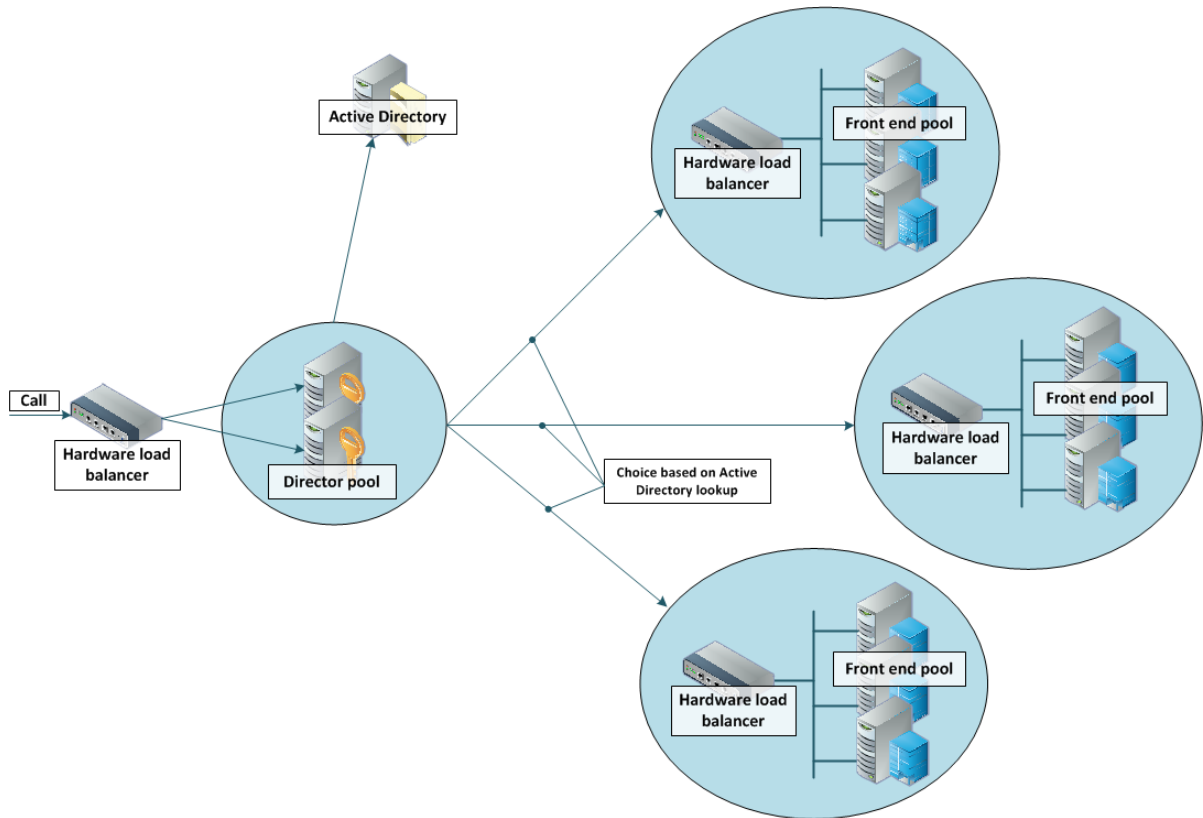 Active Directory
Call
Hardware load
balancer
Director pool
Choice based on Active
Directory lookup
Hardware load
balancer
Front end pool
Hardware load
balancer
Front end pool
Hardware load
balancer
Front end pool